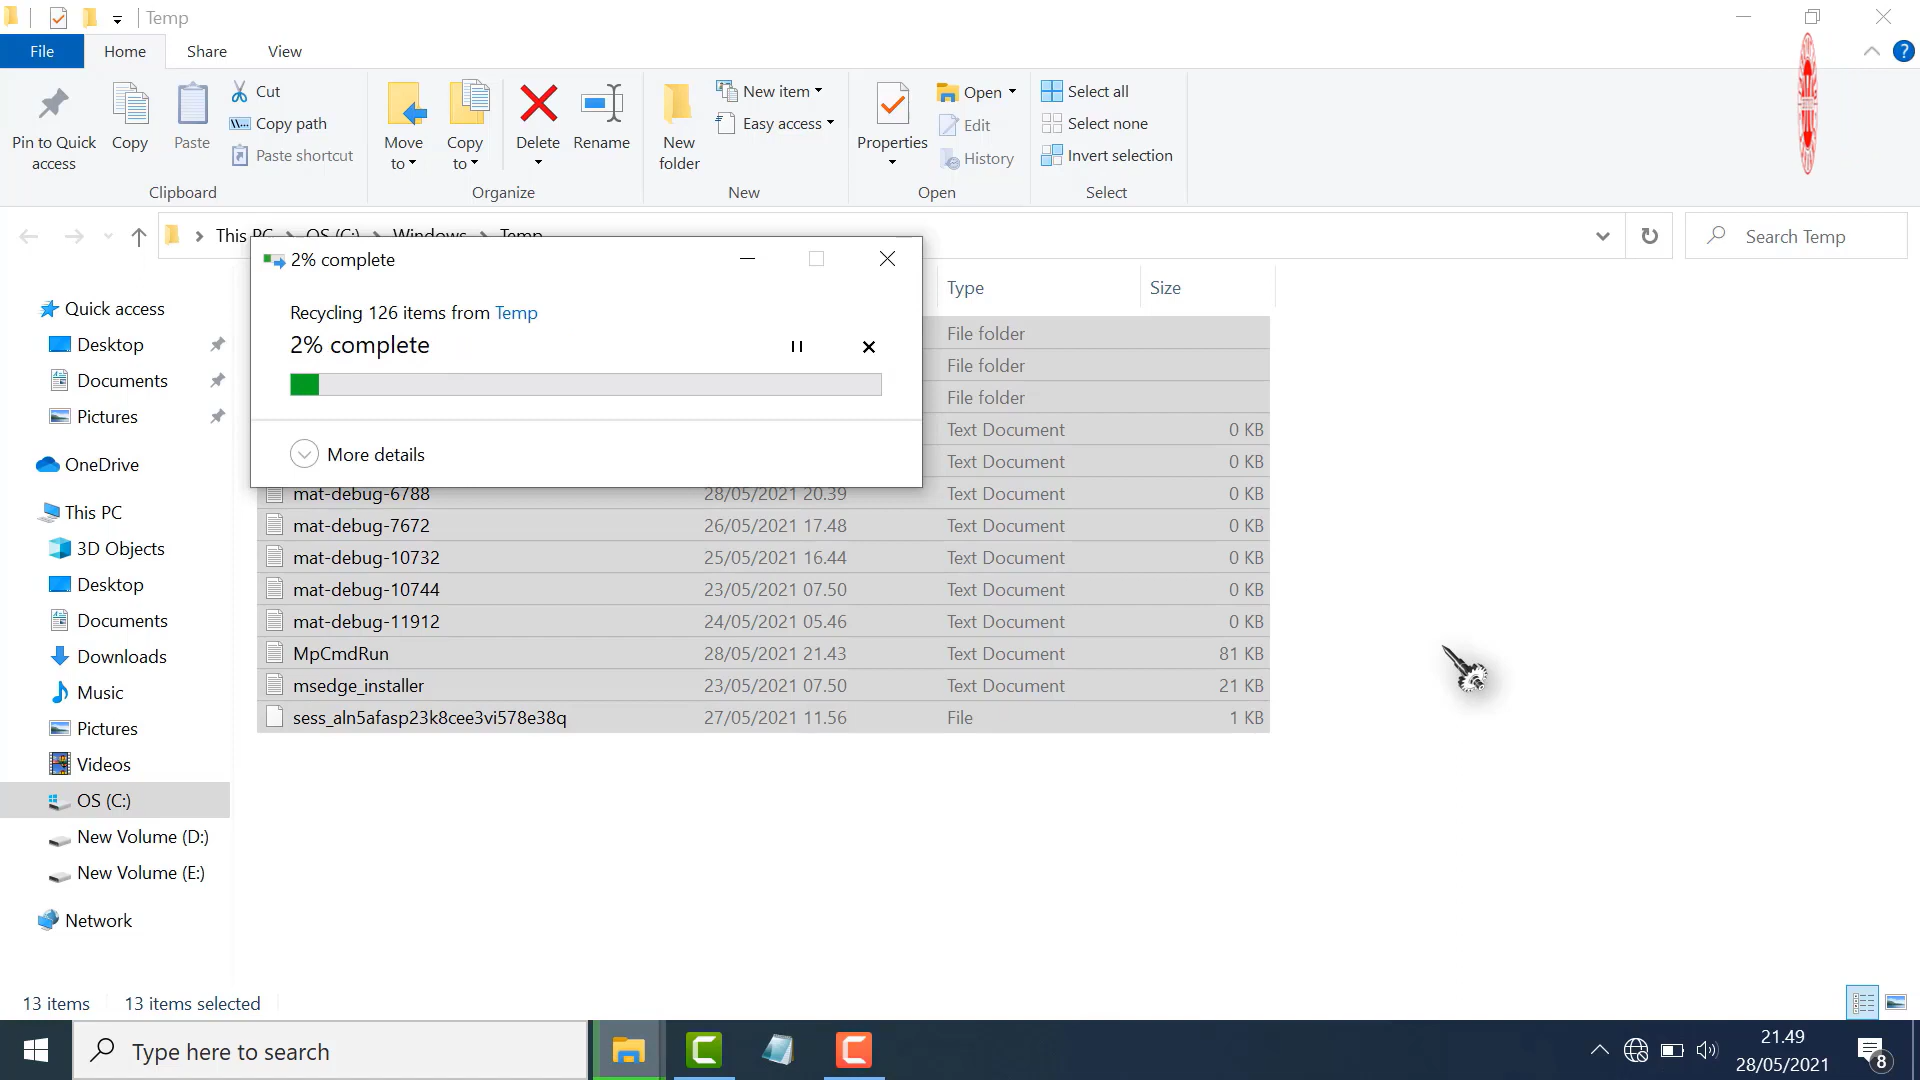 Temp
File
Home
Share
View
Pin to Quick
access
Copy
Paste
Cut
Copy path
Paste shortcut
Clipboard
Move
to
Copy
to
Delete
Rename
Organize
New
folder
New item
Easy access
New
Properties
Open
Edit
History
Open
Select all
Select none
Invert selection
Select
This PC
OS (C:)
Windows
Temp
Search Temp
2% complete
Recycling 126 items from Temp
2% complete
More details
Type
Size
File folder
File folder
File folder
Text Document 0 KB
Text Document 0 KB
mat-debug-6788 28/05/2021 20.39 Text Document 0 KB
mat-debug-7672 26/05/2021 17.48 Text Document 0 KB
mat-debug-10732 25/05/2021 16.44 Text Document 0 KB
mat-debug-10744 23/05/2021 07.50 Text Document 0 KB
mat-debug-11912 24/05/2021 05.46 Text Document 0 KB
MpCmdRun 28/05/2021 21.43 Text Document 81 KB
msedge_installer 23/05/2021 07.50 Text Document 21 KB
sess_aln5afasp23k8cee3vi578e38q 27/05/2021 11.56 File 1 KB
Quick access
Desktop
Documents
Pictures
OneDrive
This PC
3D Objects
Desktop
Documents
Downloads
Music
Pictures
Videos
OS (C:)
New Volume (D:)
New Volume (E:)
Network
13 items
13 items selected
Type here to search
21.49
28/05/2021
8